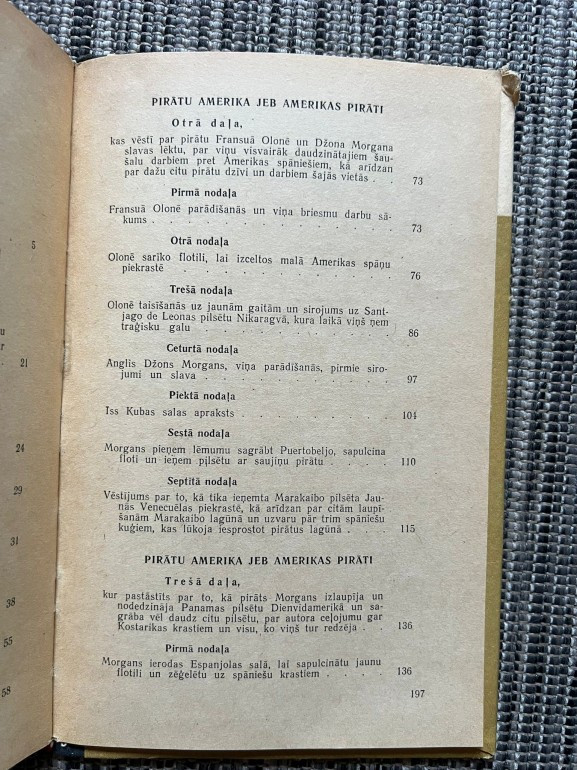 5
u
r
21
24
29
31
38
55
58
PIRĀTU AMERIKA JEB AMERIKAS PIRĀTI
Otrā daļa,
kas vēstī par pirātu Fransuā Olonē un Džona Morgana
slavas lēktu, par viņu visvairāk daudzinātajiem šau-
šalu darbiem pret Amerikas spāniešiem, kā arīdzan
par dažu citu pirātu dzīvi un darbiem šajās vietās . . 73
Pirmā nodaļa
Fransuā Olonē parādīšanās un viņa briesmu darbu sā-
kums . . . . . . . . . . . . . . 73
Otrā nodaļa
Olonē sarīko flotili, lai izceltos malā Amerikas spāņu
piekrastē . . . . . . . . . . . . . 76
Trešā nodaļa
Olonē taisīšanās uz jaunām gaitām un sirojums uz Sant-
jago de Leonas pilsētu Nikaragvā, kura laikā viņš ņem
traģisku galu . . . . . . . . . . . . 86
Ceturtā nodaļa
Anglis Džons Morgans, viņa parādīšanās, pirmie siro-
jumi un slava . . . . . . . . . . . . 97
Piektā nodaļa
Iss Kubas salas apraksts . . . . . . . . . 104
Sestā nodaļa
Morgans pieņem lēmumu sagrābt Puertobeljo, sapulcina
floti un ieņem pilsētu ar saujiņu pirātu . . . . 110
Septītā nodaļa
Vēstījums par to, kā tika ieņemta Marakaibo pilsēta Jau-
nās Venecuēlas piekrastē, kā arīdzan par citām laupī-
šanām Marakaibo lagūnā un uzvaru pār trim spāniešu
kuģiem, kas lūkoja iesprostot pirātus lagūnā . . . 115
PIRĀTU AMERIKA JEB AMERIKAS PIRĀTI
Trešā daļa,
kur pastāstīts par to, kā pirāts Morgans izlaupīja un
nodedzināja Panamas pilsētu Dienvidamerikā un sa-
grāba vēl daudz citu pilsētu, par autora ceļojumu gar
Kostarikas krastiem un visu, ko viņš tur redzēja . . 136
Pirmā nodaļa
Morgans ierodas Espanjolas salā, lai sapulcinātu jaunu
flotili un zēģelētu uz spāniešu krastiem . . . . 136
197